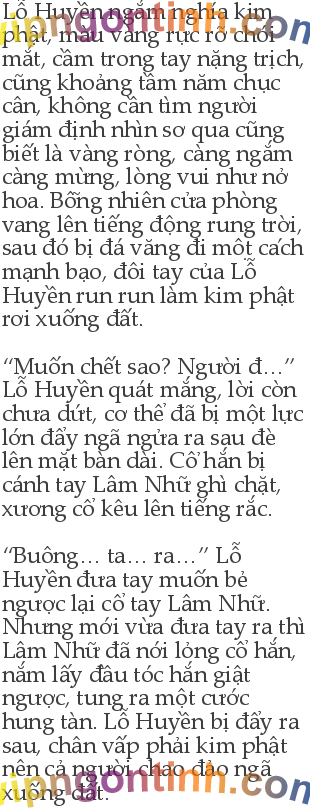 Lỗ Huyền ngắm nghía kim
phật, màu vàng rực rỡ chói
mắt, cầm trong tay nặng trịch,
cũng khoảng tầm năm chục
cân, không cần tìm người
giám định nhìn sơ qua cũng
biết là vàng ròng, càng ngắm
càng mừng, lòng vui như nở
hoa. Bỗng nhiên cửa phòng
vang lên tiếng động rung trời,
sau đó bị đá văng đi một cách
mạnh bạo, đôi tay của Lỗ
Huyền run run làm kim phật
rơi xuống đất.
“Muốn chết sao? Người đ…”
Lỗ Huyền quát mắng, lời còn
chưa dứt, cơ thể đã bị một lực
lớn đẩy ngã ngửa ra sau đè
lên mặt bàn dài. Cổ hắn bị
cánh tay Lâm Nhữ ghì chặt,
xương cổ kêu lên tiếng rắc.
“Buông… ta… ra…” Lỗ
Huyền đưa tay muốn bẻ
ngược lại cổ tay Lâm Nhữ.
Nhưng mới vừa đưa tay ra thì
Lâm Nhữ đã nói lỏng cổ hắn,
nắm lấy đầu tóc hắn giật
ngược, tung ra một cước
hung tàn. Lỗ Huyền bị đẩy ra
sau, chân vấp phải kim phật
nên cả người chao đảo ngã
xuống đất.
vipngontinh.com
vipngontinh.com